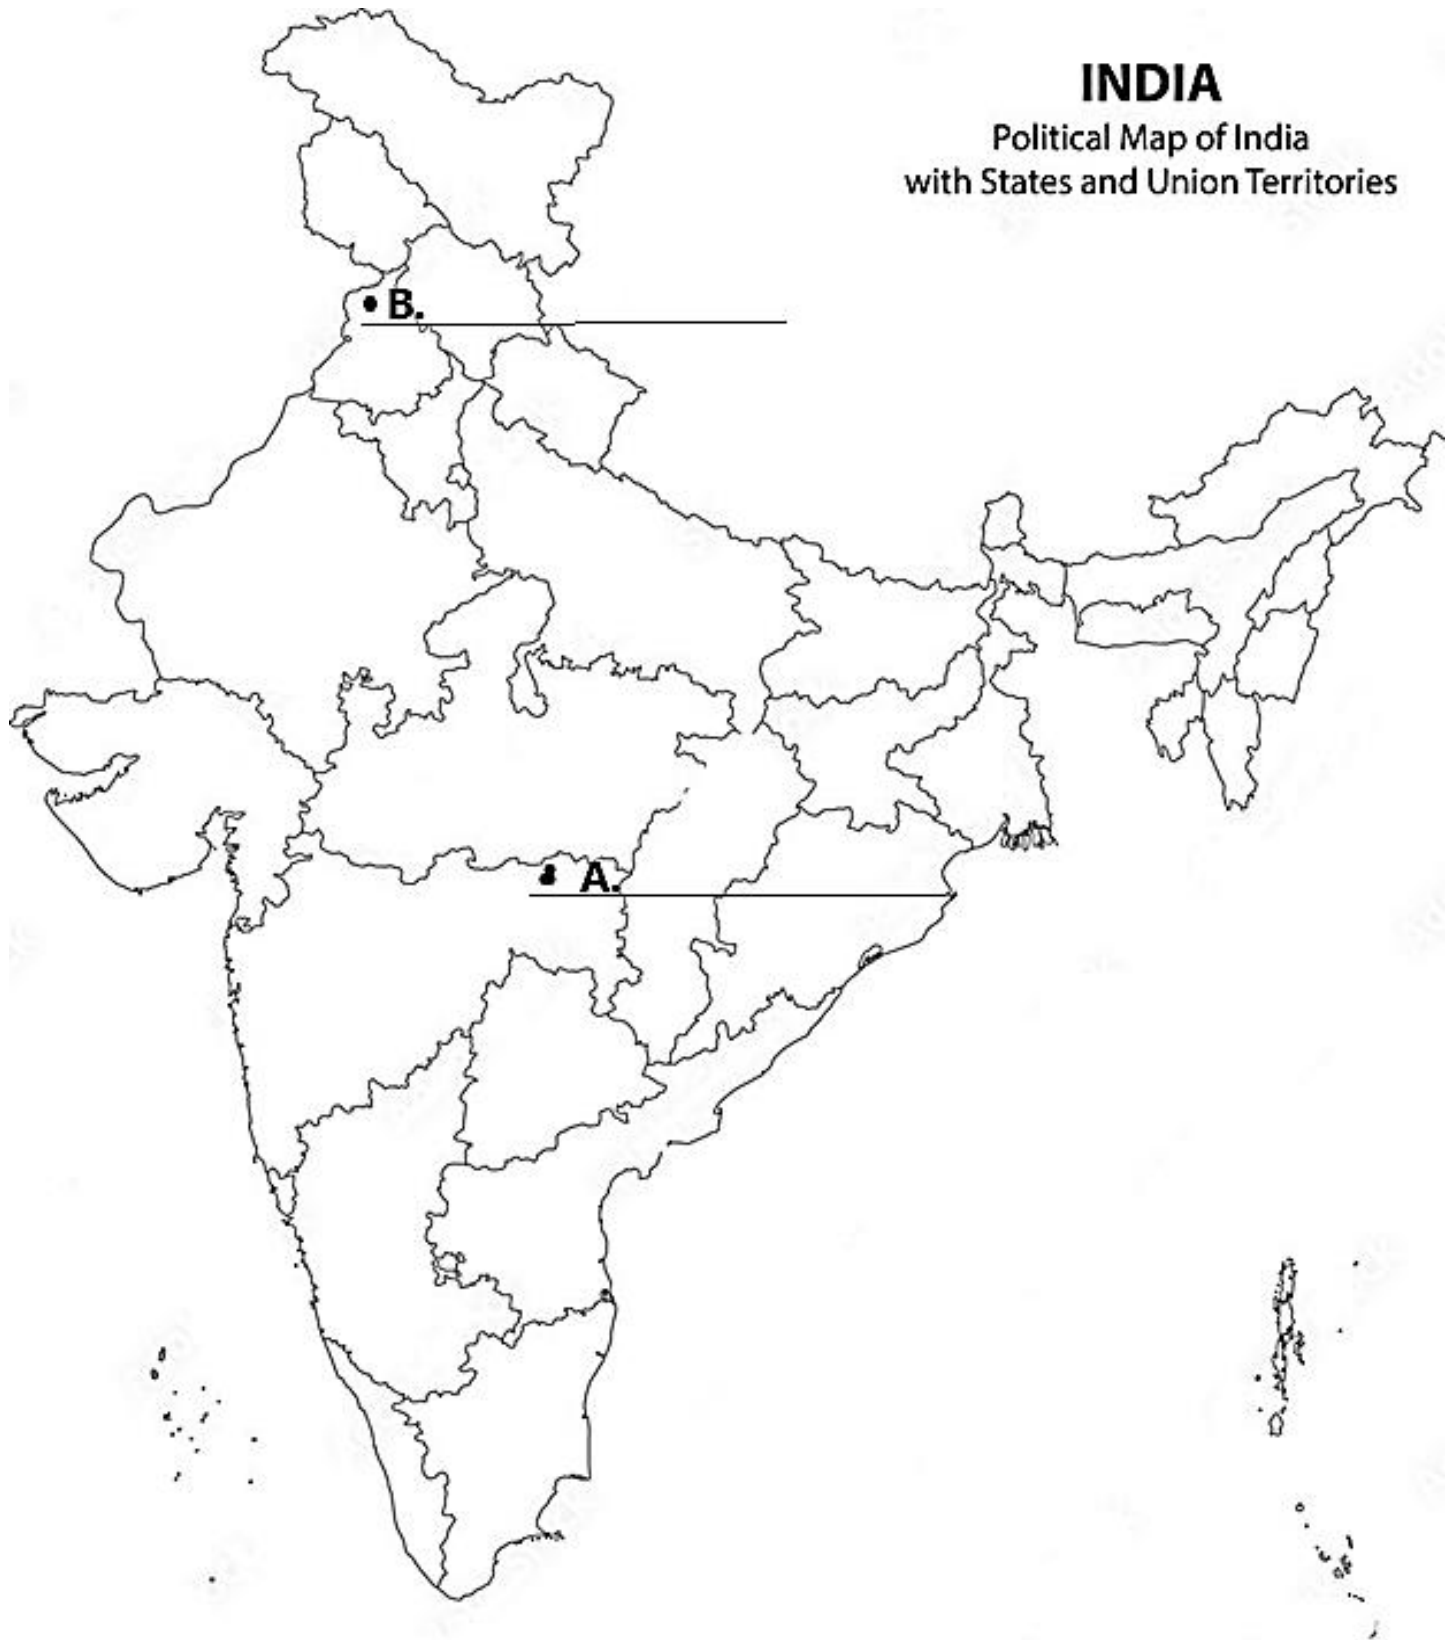 INDIA
Political Map of India
with States and Union Territories
B.
A.